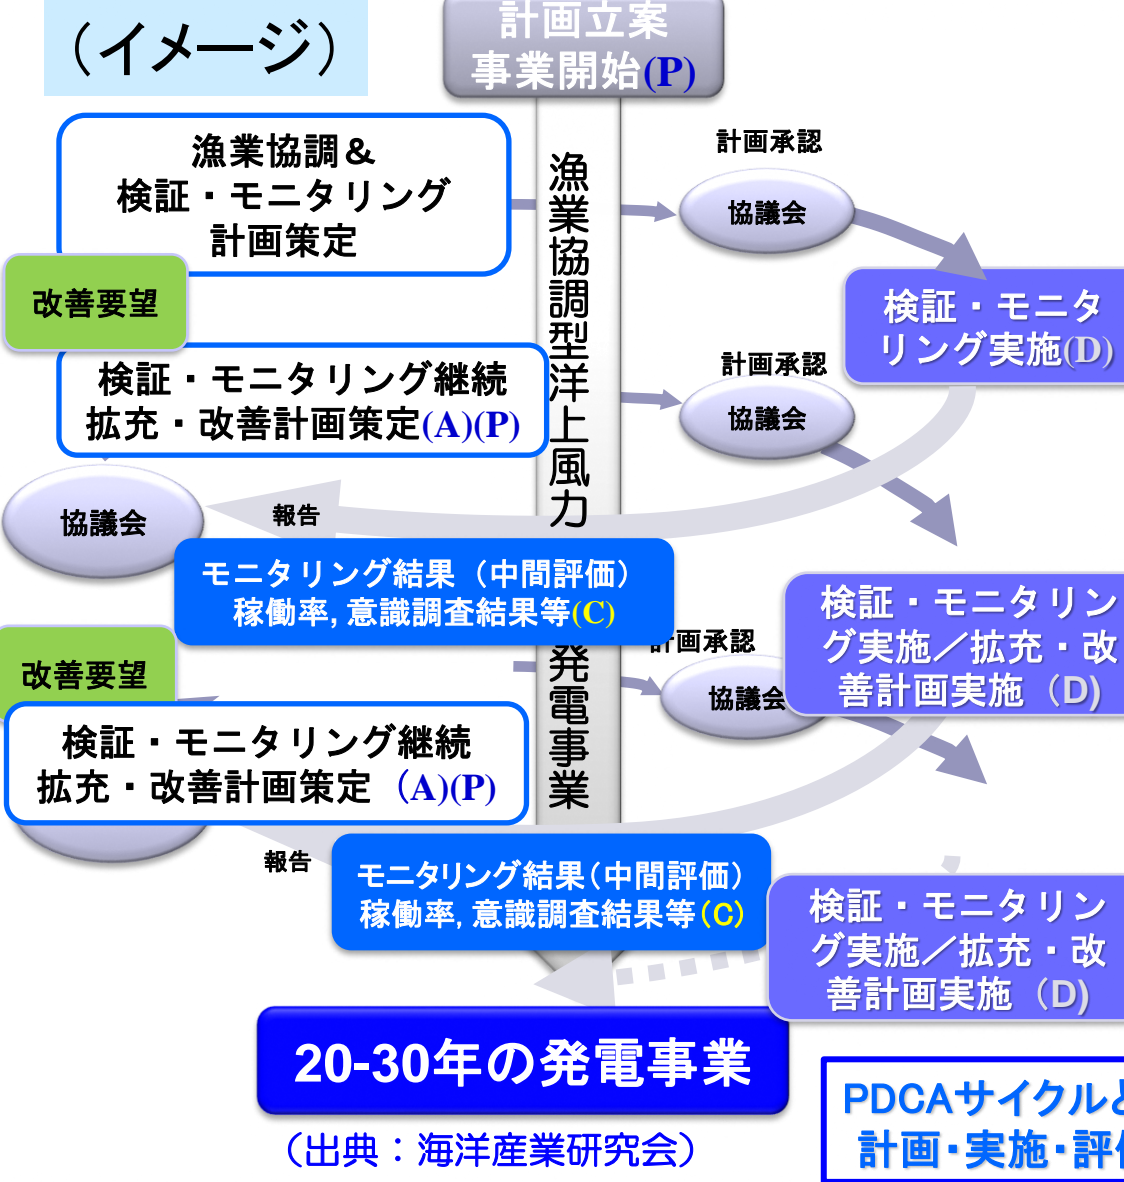 （イメージ）
計画立案
事業開始(P)
漁業協調＆
検証・モニタリング
計画策定
計画承認
協議会
検証・モニタ
リング実施(D)
改善要望
検証・モニタリング継続
拡充・改善計画策定(A)(P)
計画承認
協議会
漁業協調型洋上風力
発電事業
協議会
報告
モニタリング結果（中間評価）
稼働率, 意識調査結果等(C)
検証・モニタリン
グ実施／拡充・改
善計画実施（D)
計画承認
協議会
改善要望
検証・モニタリング継続
拡充・改善計画策定（A)(P)
報告
モニタリング結果（中間評価）
稼働率, 意識調査結果等(C)
検証・モニタリン
グ実施／拡充・改
善計画実施（D)
20-30年の発電事業
（出典：海洋産業研究会）
PDCAサイクルと
計画・実施・評価